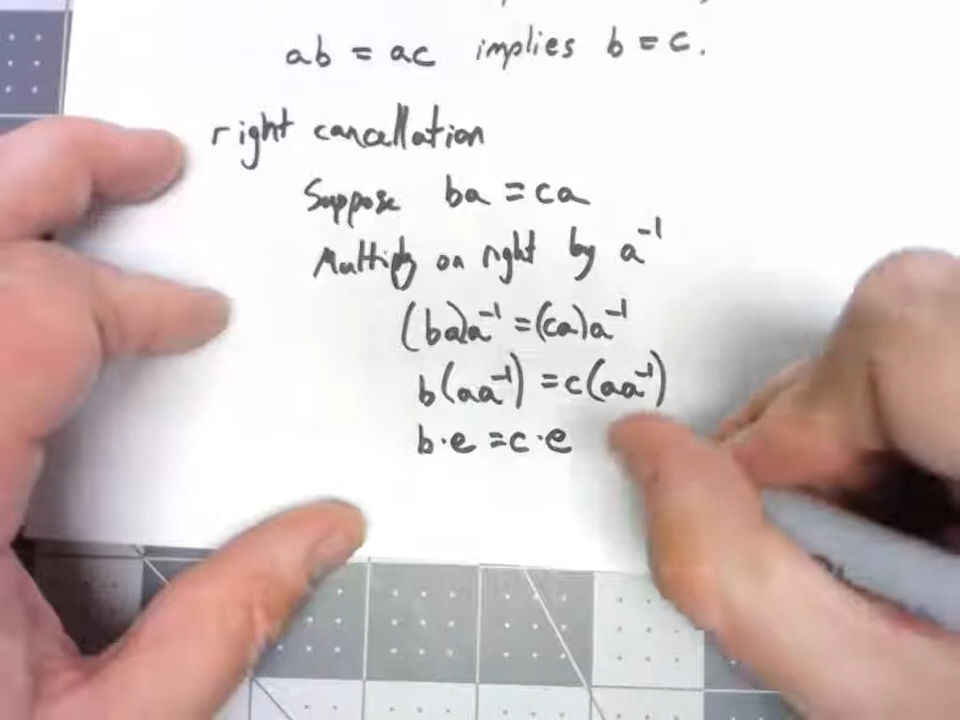 ab = ac implies b = c.
right cancellation
Suppose ba = ca
Multiply on right by a⁻¹
(ba)a⁻¹ = (ca)a⁻¹
b(aa⁻¹) = c(aa⁻¹)
b·e = c·e